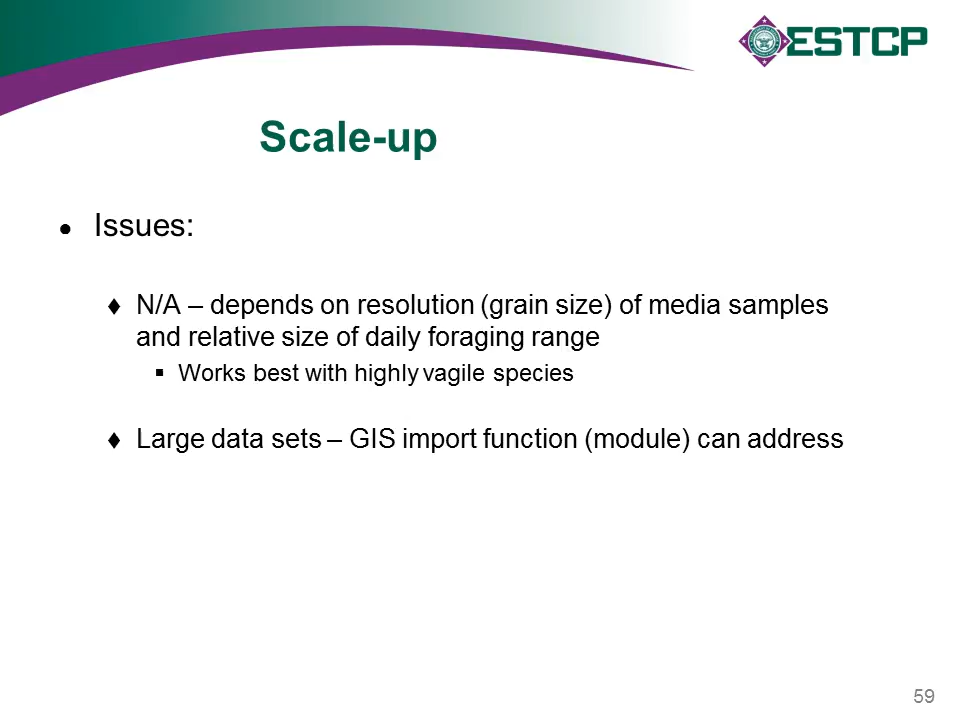 ESTCP
Scale-up
● Issues:
♦ N/A – depends on resolution (grain size) of media samples
and relative size of daily foraging range
▪ Works best with highly vagile species
♦ Large data sets – GIS import function (module) can address
59